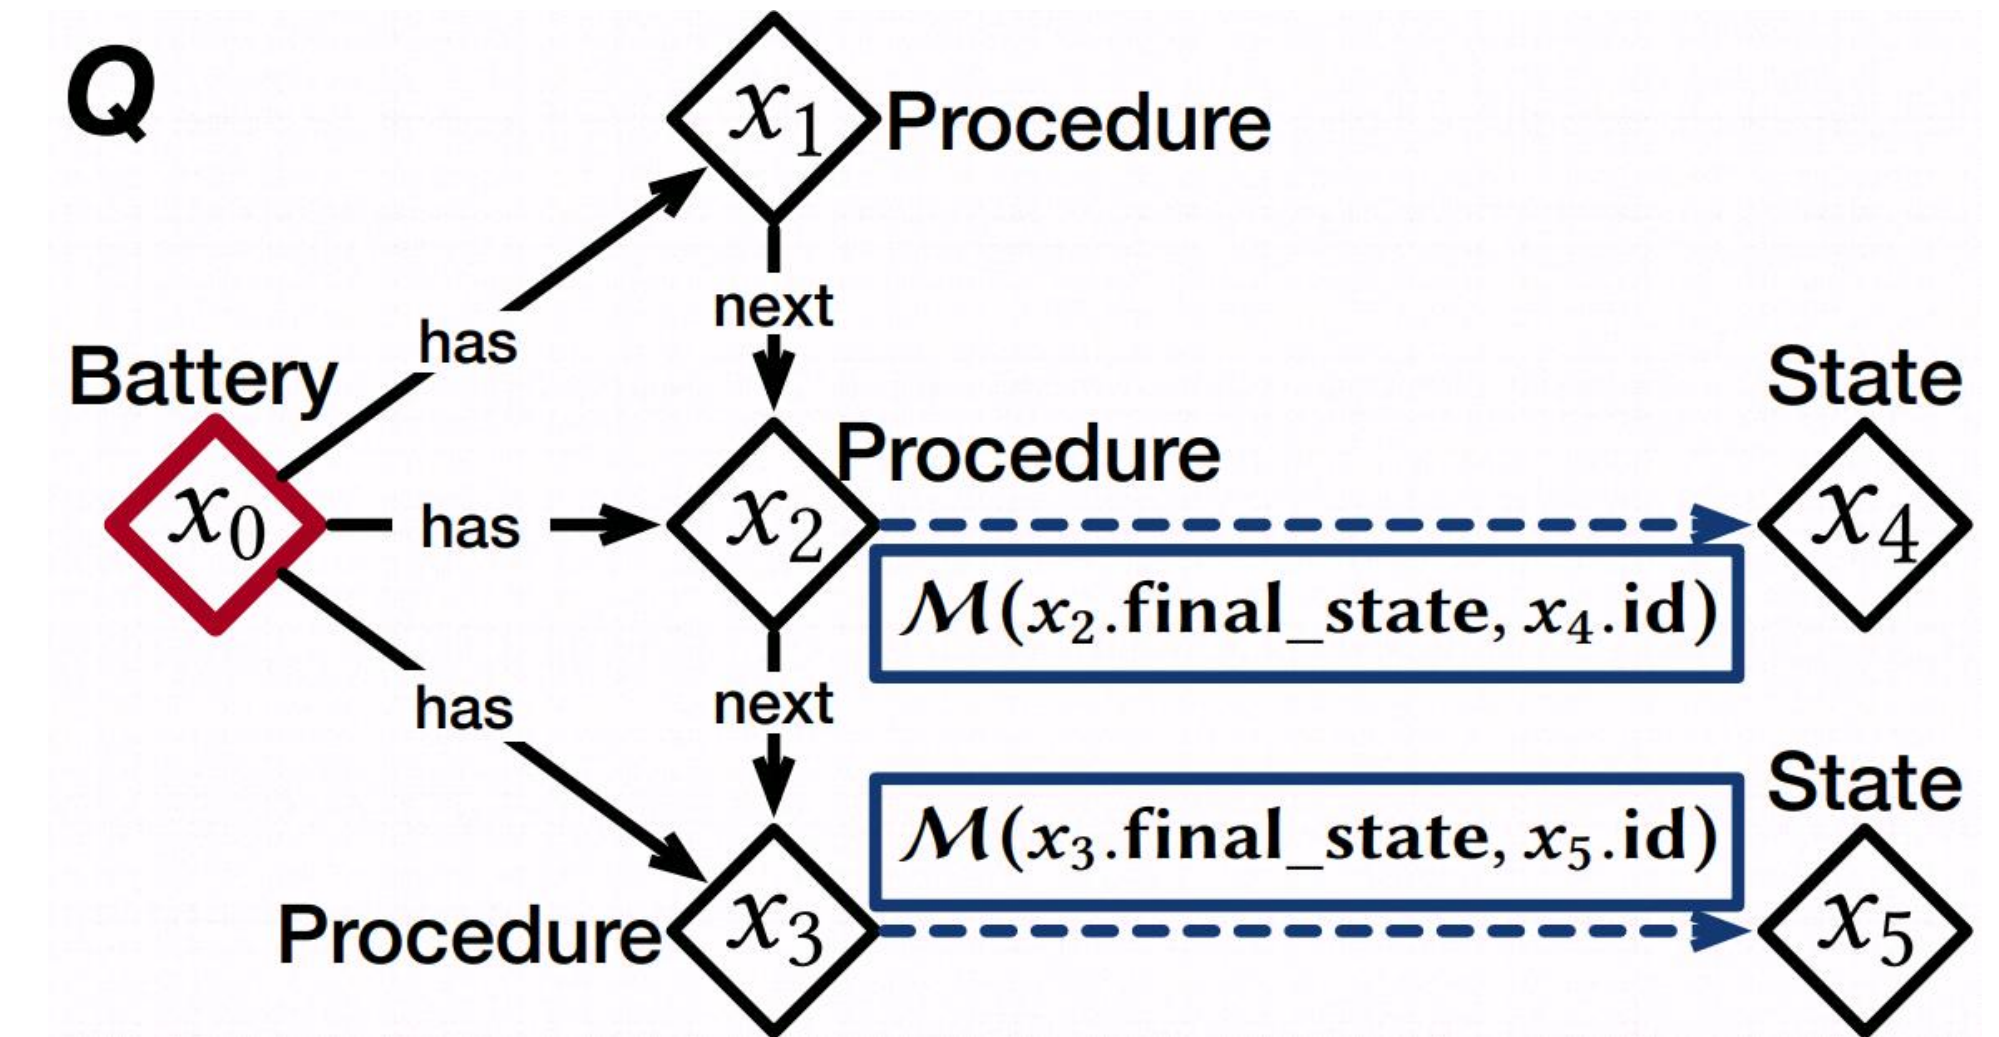 Q
x₁ Procedure
next
has
Battery
x₀
has
x₂
Procedure
M(x₂.final_state, x₄.id)
State
x₄
has
next
M(x₃.final_state, x₅.id)
Procedure
x₃
State
x₅